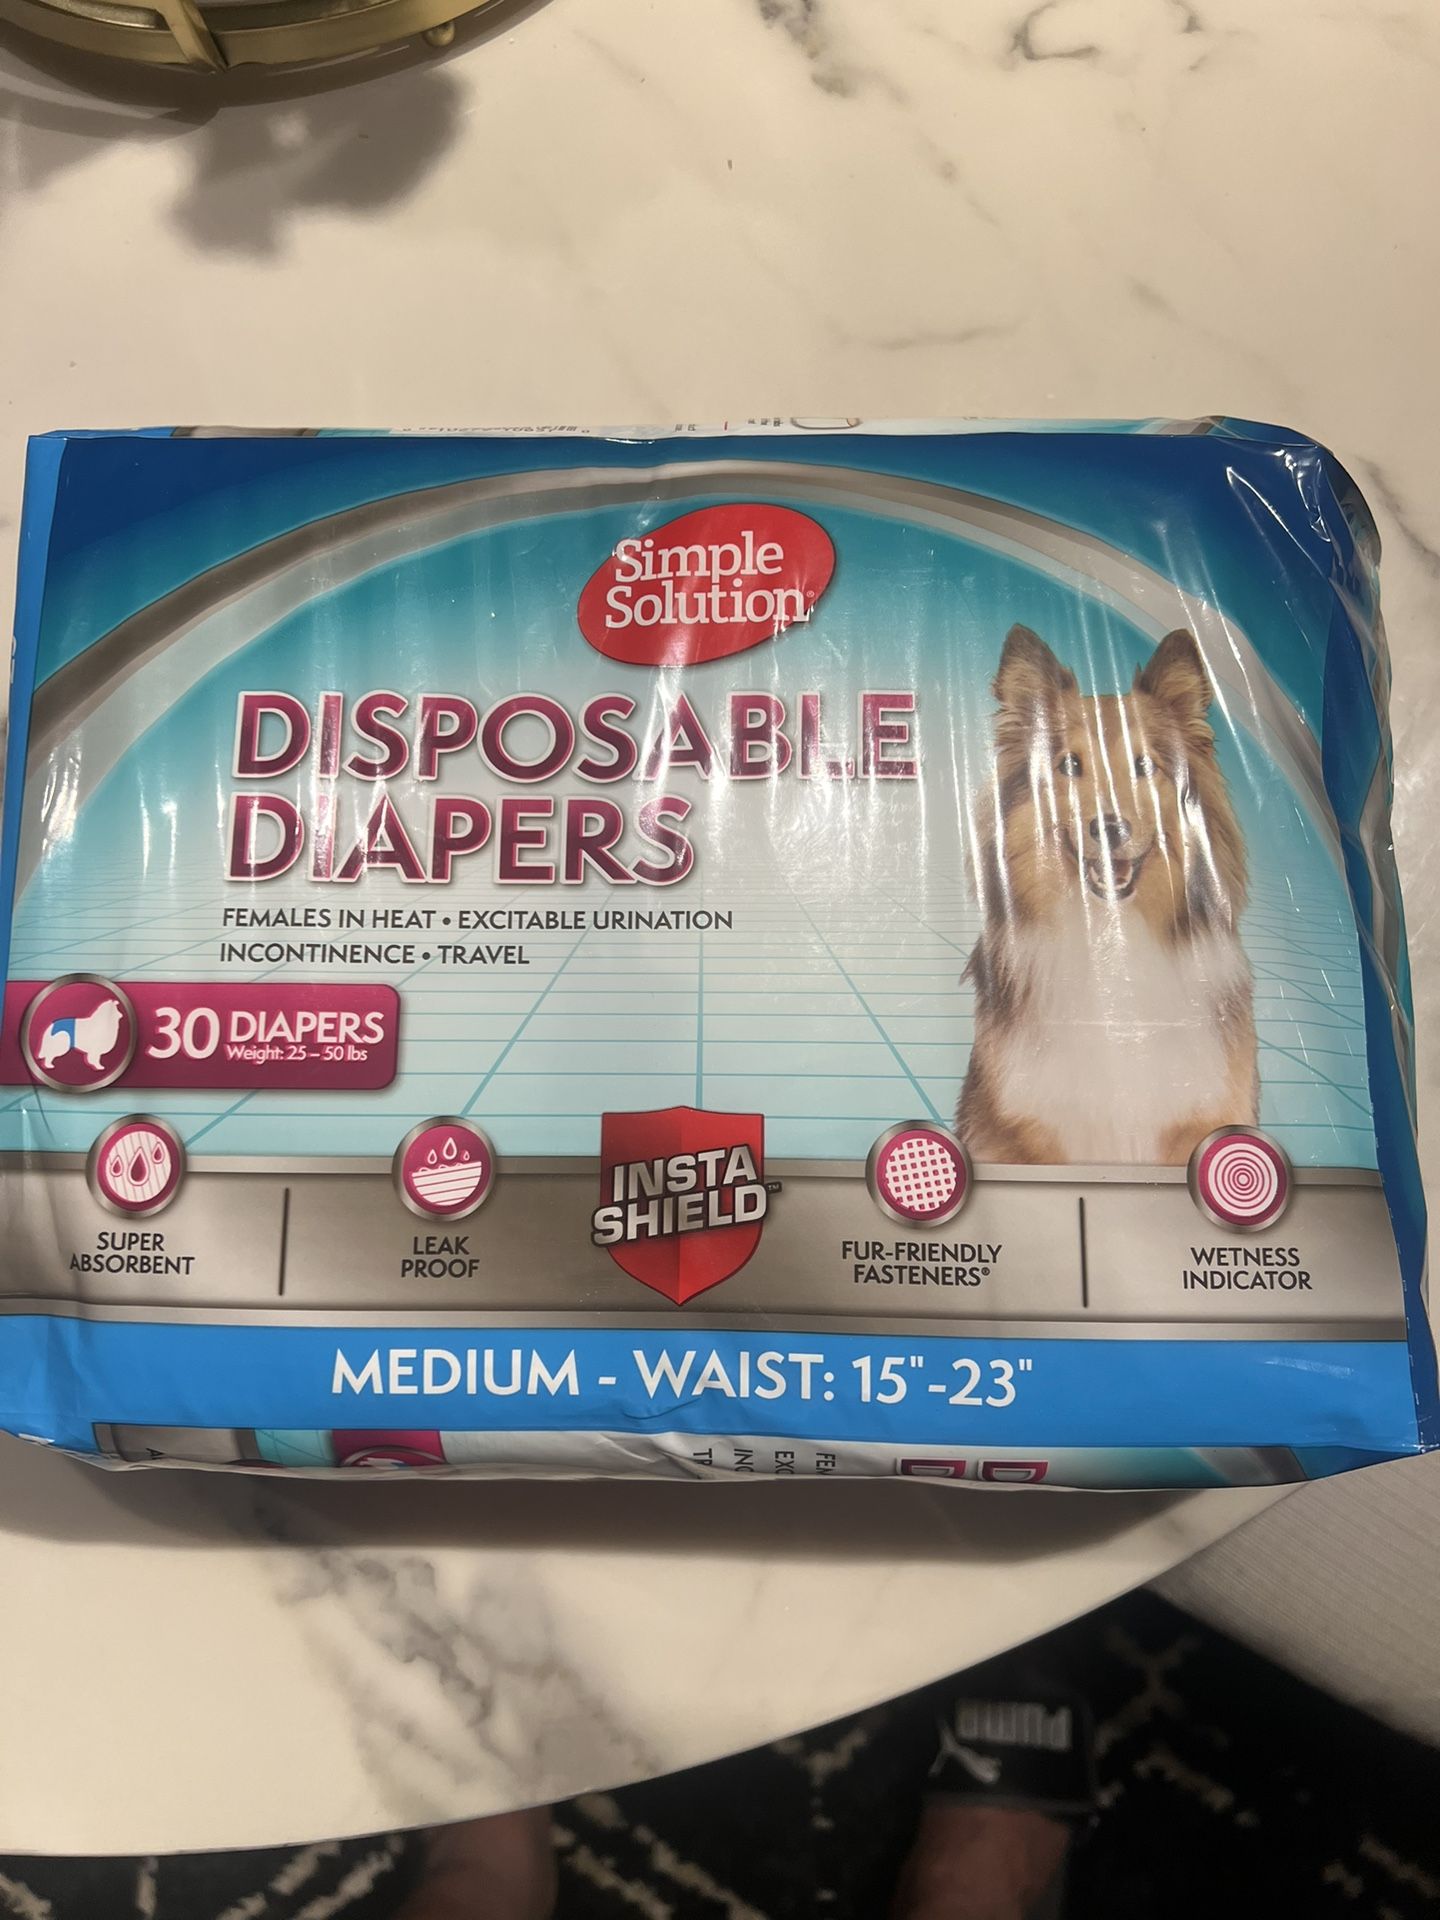 Simple
Solution®
DISPOSABLE
DIAPERS
FEMALES IN HEAT • EXCITABLE URINATION
INCONTINENCE • TRAVEL
30 DIAPERS
Weight: 25 – 50 lbs
SUPER
ABSORBENT
LEAK
PROOF
INSTA
SHIELD™
FUR-FRIENDLY
FASTENERS®
WETNESS
INDICATOR
MEDIUM - WAIST: 15"-23"
PUMA